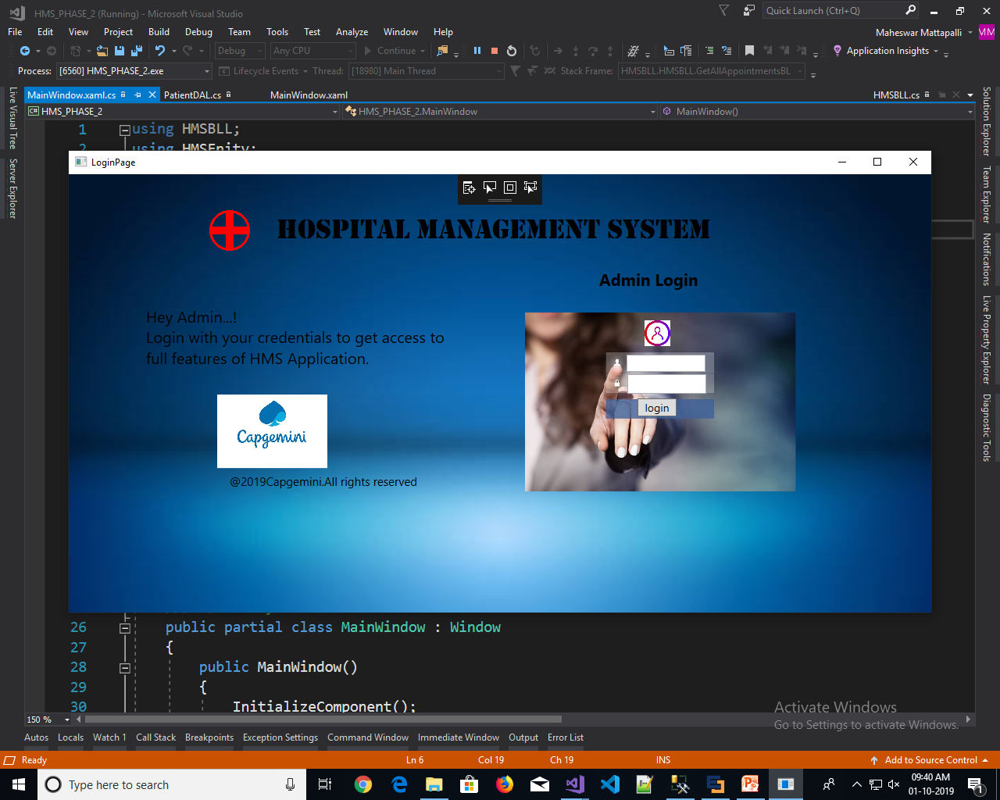 HMS_PHASE_2 (Running) - Microsoft Visual Studio
Quick Launch (Ctrl+Q)
File Edit View Project Build Debug Team Tools Test Analyze Window Help
Maheswar Mattapalli
MM
Debug Any CPU Continue Application Insights
Process: [6560] HMS_PHASE_2.exe Lifecycle Events Thread: [18980] Main Thread Stack Frame: HMSBLL.HMSBLL.GetAllAppointmentsBL
MainWindow.xaml.cs PatientDAL.cs MainWindow.xaml HMSBLL.cs
HMS_PHASE_2 HMS_PHASE_2.MainWindow MainWindow()
Live Visual Tree
Server Explorer
1 using HMSBLL;
2 using HMSEnity;
LoginPage
HOSPITAL MANAGEMENT SYSTEM
Admin Login
Hey Admin...!
Login with your credentials to get access to
full features of HMS Application.
Capgemini
@2019Capgemini.All rights reserved
login
Solution Explorer
Team Explorer
Notifications
Live Property Explorer
Diagnostic Tools
26 public partial class MainWindow : Window
27 {
28 public MainWindow()
29 {
30 InitializeComponent();
150 %
Activate Windows
Go to Settings to activate Windows.
Autos Locals Watch 1 Call Stack Breakpoints Exception Settings Command Window Immediate Window Output Error List
Ready Ln 6 Col 19 Ch 19 INS Add to Source Control
Type here to search
09:40 AM
01-10-2019
1